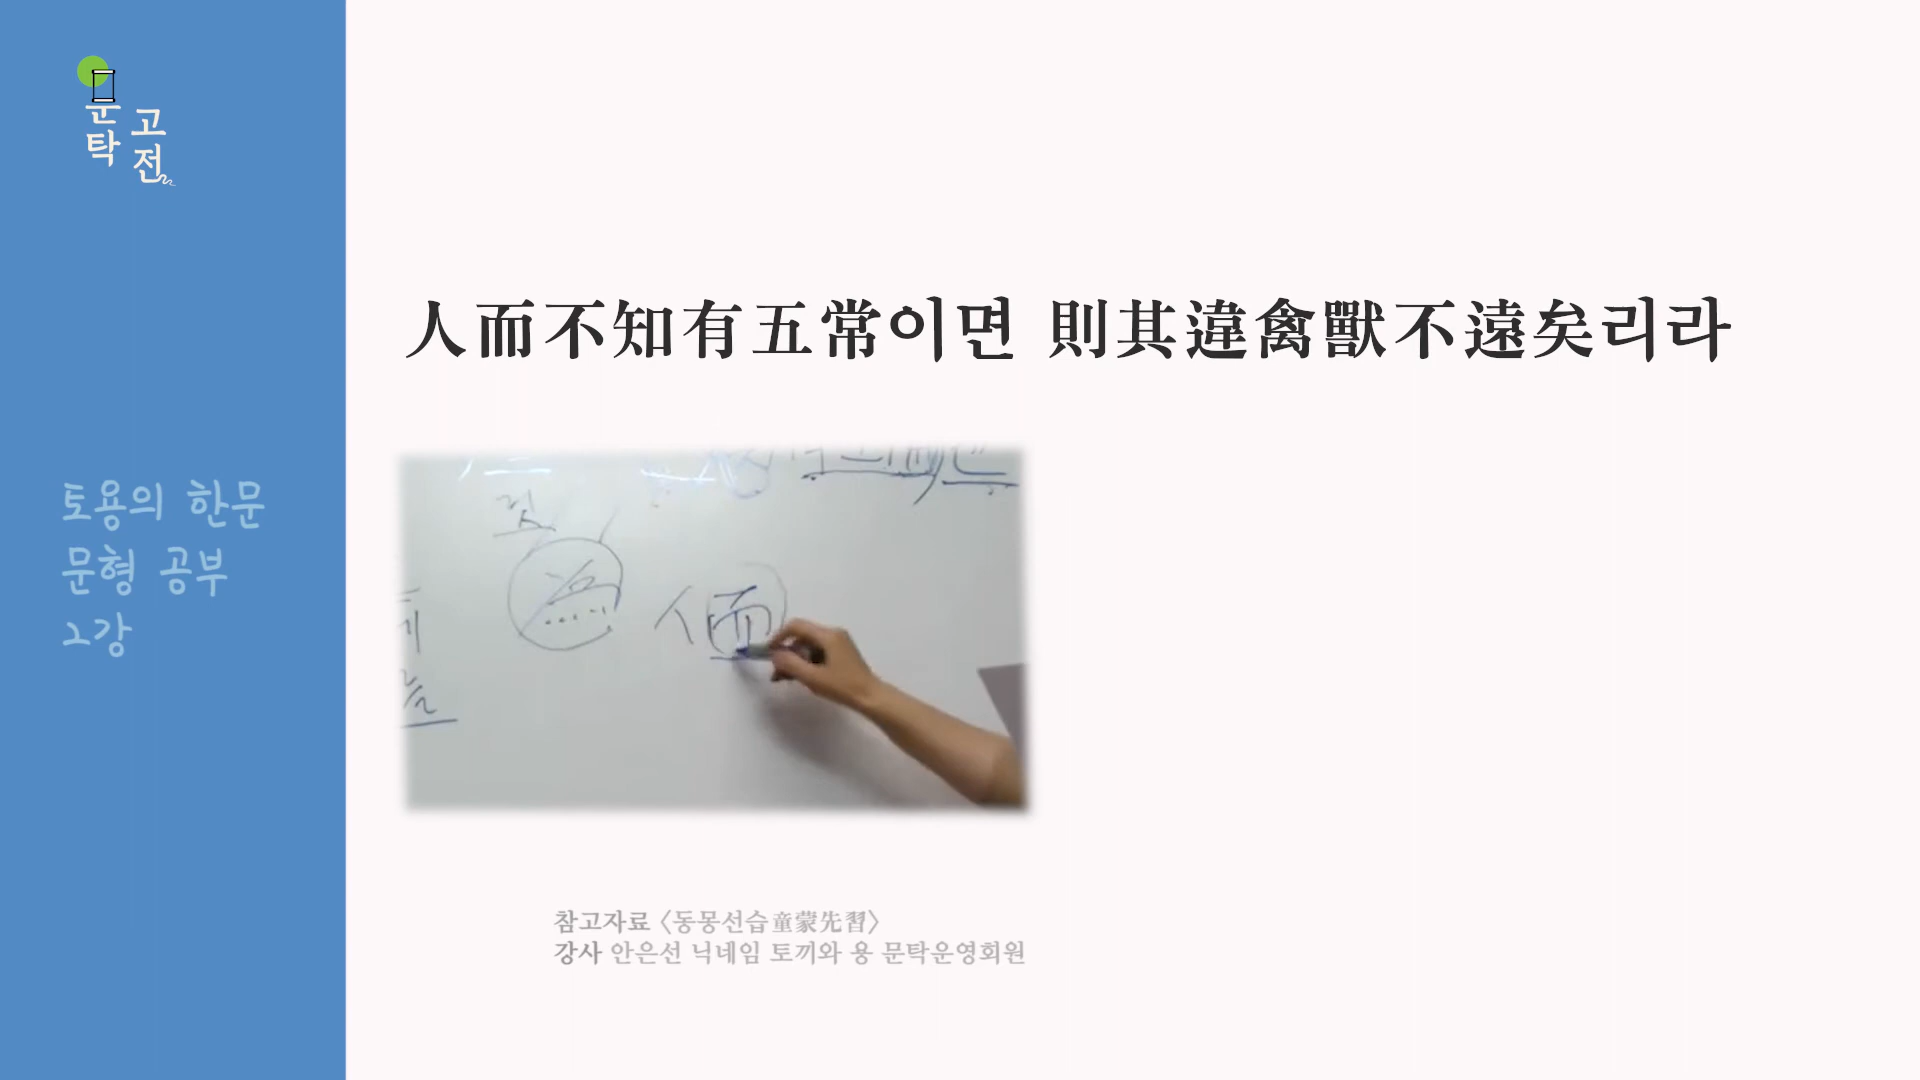 문탁
고전
토용의 한문
문형 공부
2강
人而不知有五常이면 則其違禽獸不遠矣리라
人而
참고자료 〈동몽선습童蒙先習〉
강사 안은선 닉네임 토끼와 용 문탁운영회원